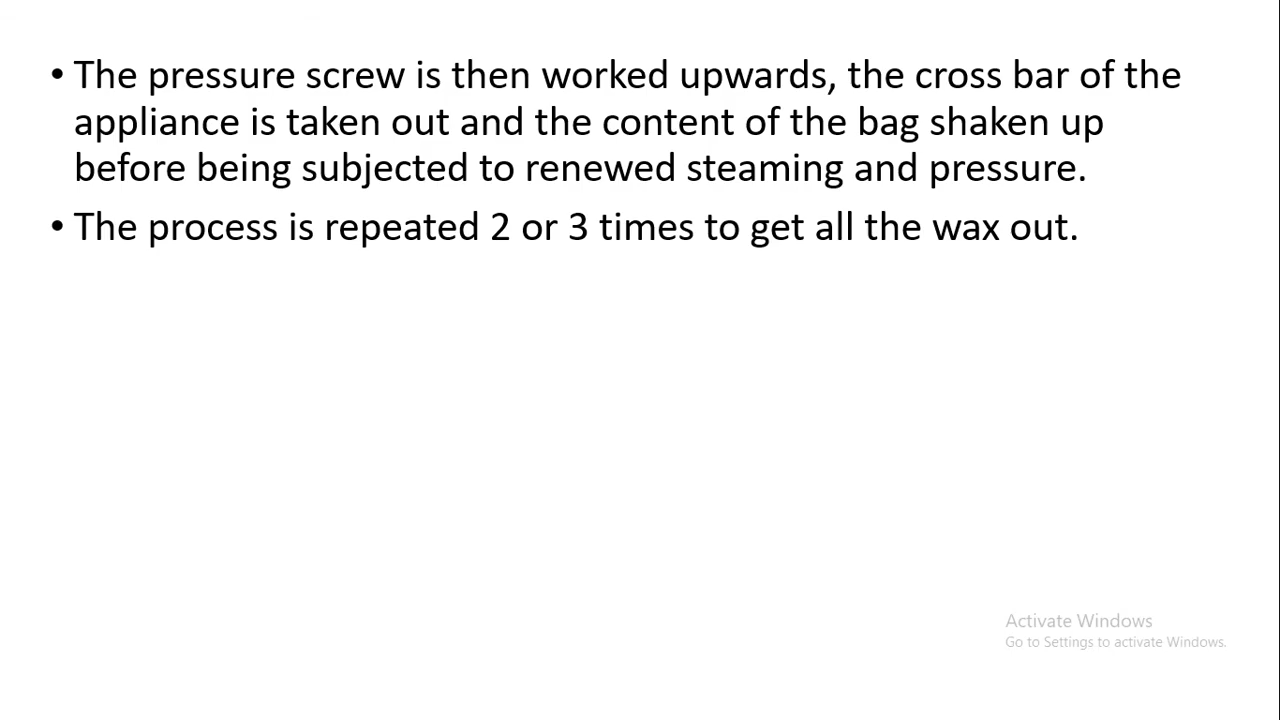 • The pressure screw is then worked upwards, the cross bar of the
appliance is taken out and the content of the bag shaken up
before being subjected to renewed steaming and pressure.
• The process is repeated 2 or 3 times to get all the wax out.
Activate Windows
Go to Settings to activate Windows.